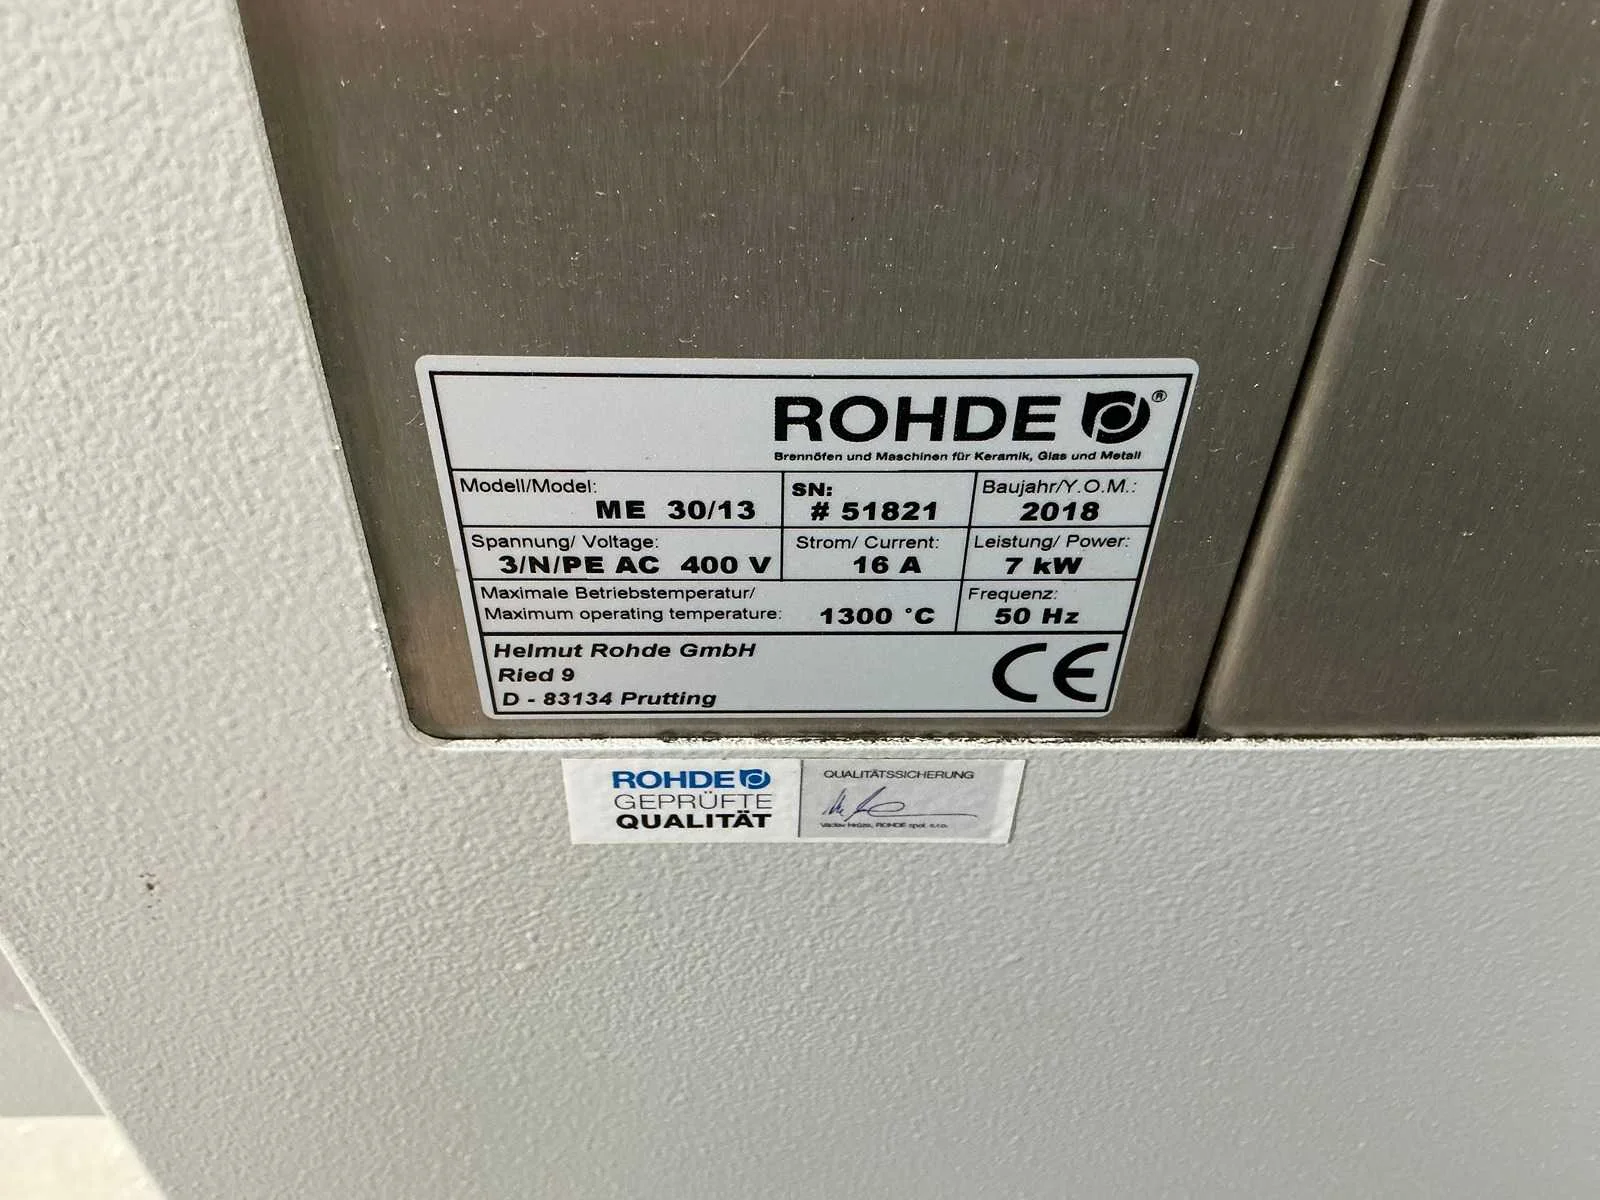 ROHDE ®
Brennöfen und Maschinen für Keramik, Glas und Metall
Modell/Model: ME 30/13
SN: # 51821
Baujahr/Y.O.M.: 2018
Spannung/ Voltage: 3/N/PE AC 400 V
Strom/ Current: 16 A
Leistung/ Power: 7 kW
Maximale Betriebstemperatur/
Maximum operating temperature: 1300 °C
Frequenz: 50 Hz
Helmut Rohde GmbH
Ried 9
D - 83134 Prutting
CE
ROHDE
GEPRÜFTE
QUALITÄT
QUALITÄTSSICHERUNG
ROHDE spol. s.r.o.